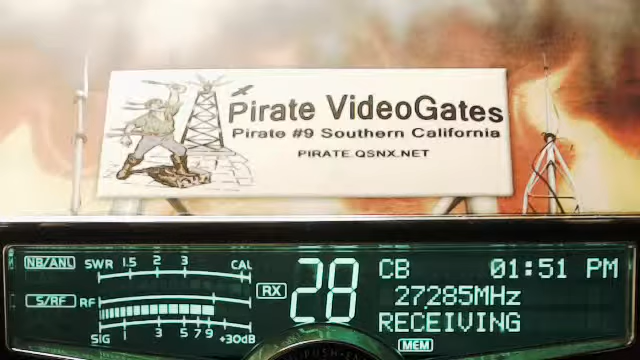 Pirate VideoGates
Pirate #9 Southern California
PIRATE.QSNX.NET
NB/ANL SWR 1.5 2 3 CAL
S/RF RF
SIG 1 3 5 7 9 +30dB
RX 28
CB 01:51 PM
27285MHz
RECEIVING
MEM